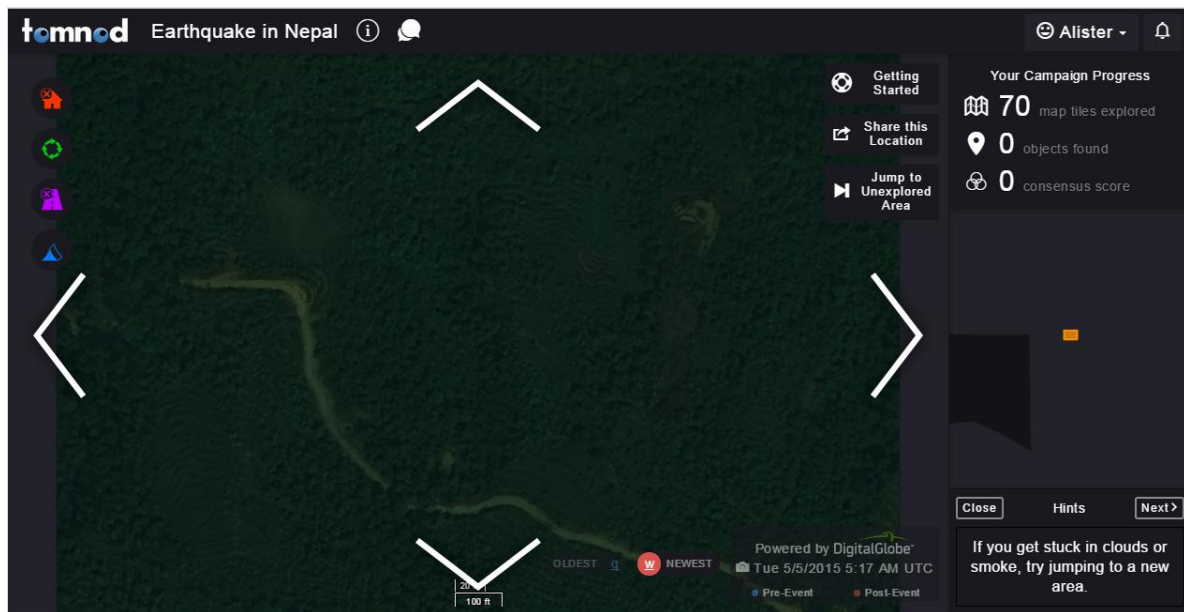 tomnod Earthquake in Nepal i Alister
Getting
Started
Share this
Location
Jump to
Unexplored
Area
Your Campaign Progress
70 map tiles explored
0 objects found
0 consensus score
Close Hints Next>
If you get stuck in clouds or
smoke, try jumping to a new
area.
OLDEST q w NEWEST
Powered by DigitalGlobe
Tue 5/5/2015 5:17 AM UTC
Pre-Event Post-Event
100 ft